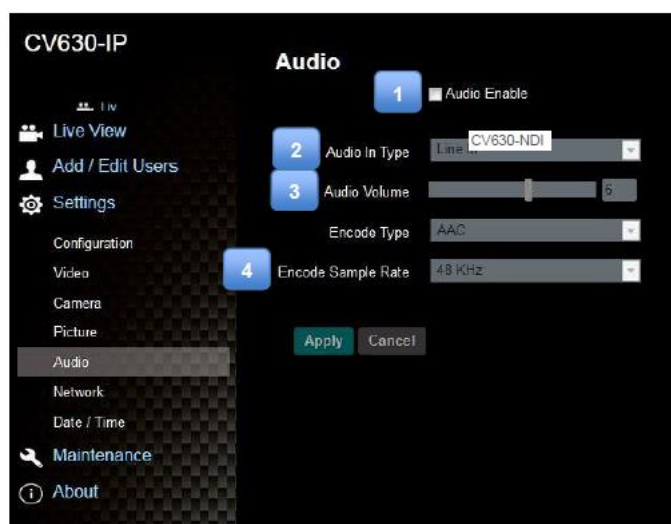 CV630-IP
Audio
1 Audio Enable
Liv
Live View
2 Audio In Type Line CV630-NDI
Add / Edit Users
3 Audio Volume 6
Settings
Encode Type AAC
Configuration
4 Encode Sample Rate 48 KHz
Video
Camera
Picture
Apply Cancel
Audio
Network
Date / Time
Maintenance
About